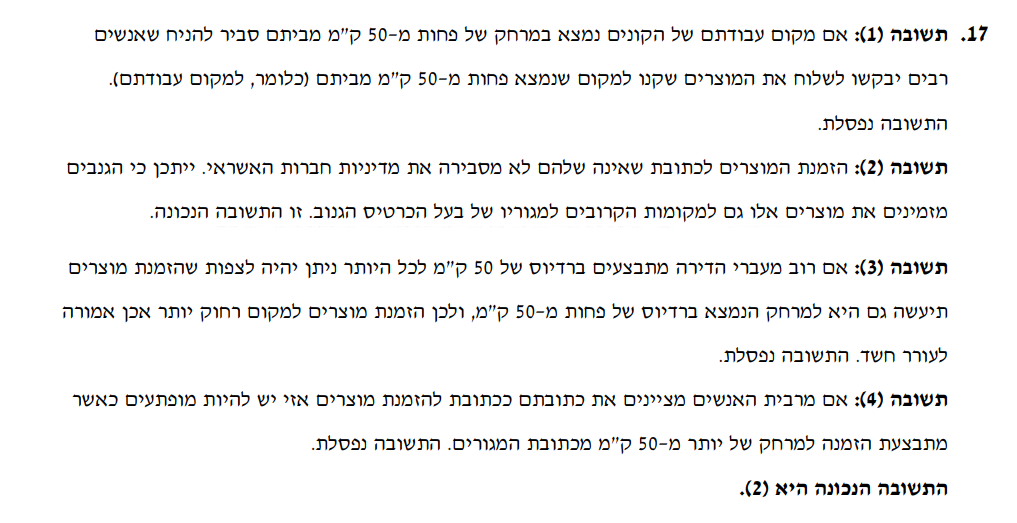 17. תשובה (1): אם מקום עבודתם של הקונים נמצא במרחק של פחות מ-50 ק"מ מביתם סביר להניח שאנשים
רבים יבקשו לשלוח את המוצרים שקנו למקום שנמצא פחות מ-50 ק"מ מביתם (כלומר, למקום עבודתם).
התשובה נפסלת.
תשובה (2): הזמנת המוצרים לכתובת שאינה שלהם לא מסבירה את מדיניות חברות האשראי. ייתכן כי הגנבים
מזמינים את מוצרים אלו גם למקומות הקרובים למגוריו של בעל הכרטיס הגנוב. זו התשובה הנכונה.
תשובה (3): אם רוב מעברי הדירה מתבצעים ברדיוס של 50 ק"מ לכל היותר ניתן יהיה לצפות שהזמנת מוצרים
תיעשה גם היא למרחק הנמצא ברדיוס של פחות מ-50 ק"מ, ולכן הזמנת מוצרים למקום רחוק יותר אכן אמורה
לעורר חשד. התשובה נפסלת.
תשובה (4): אם מרבית האנשים מציינים את כתובתם ככתובת להזמנת מוצרים אזי יש להיות מופתעים כאשר
מתבצעת הזמנה למרחק של יותר מ-50 ק"מ מכתובת המגורים. התשובה נפסלת.
התשובה הנכונה היא (2).